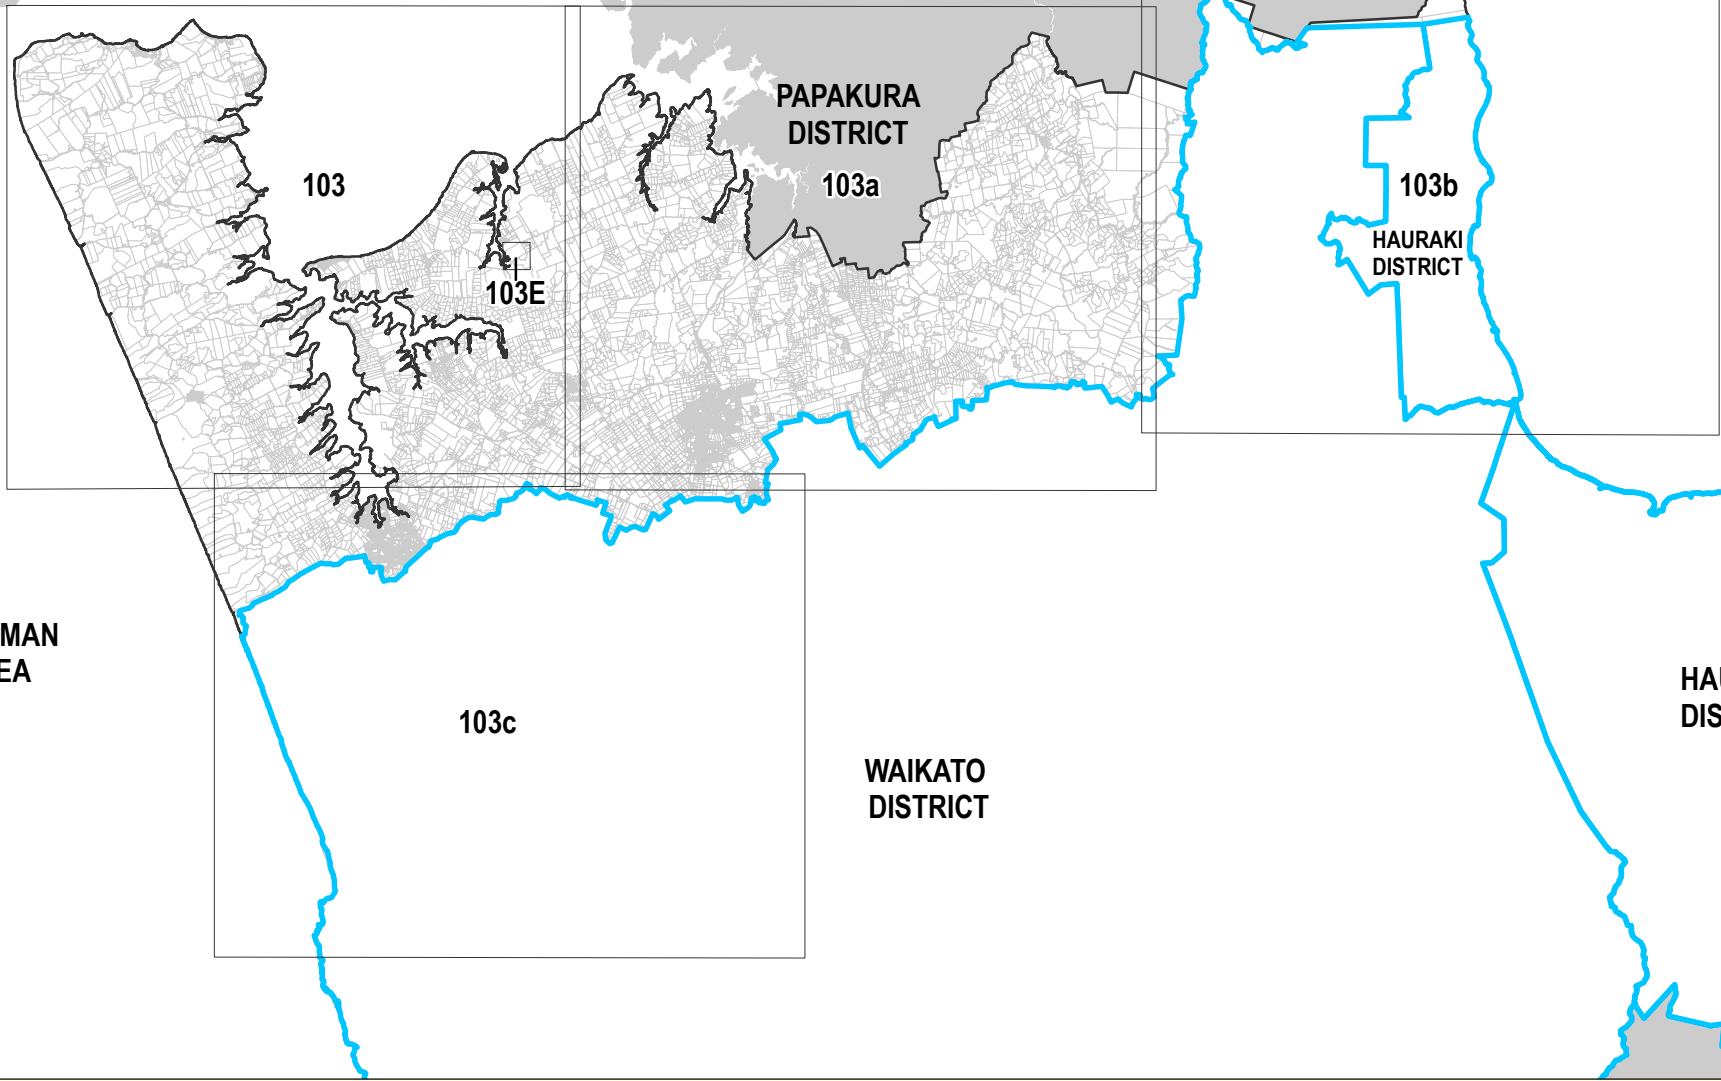 PAPAKURA
DISTRICT
103
103a
103b
HAURAKI
DISTRICT
103E
MAN
EA
HAU
DIS
103c
WAIKATO
DISTRICT